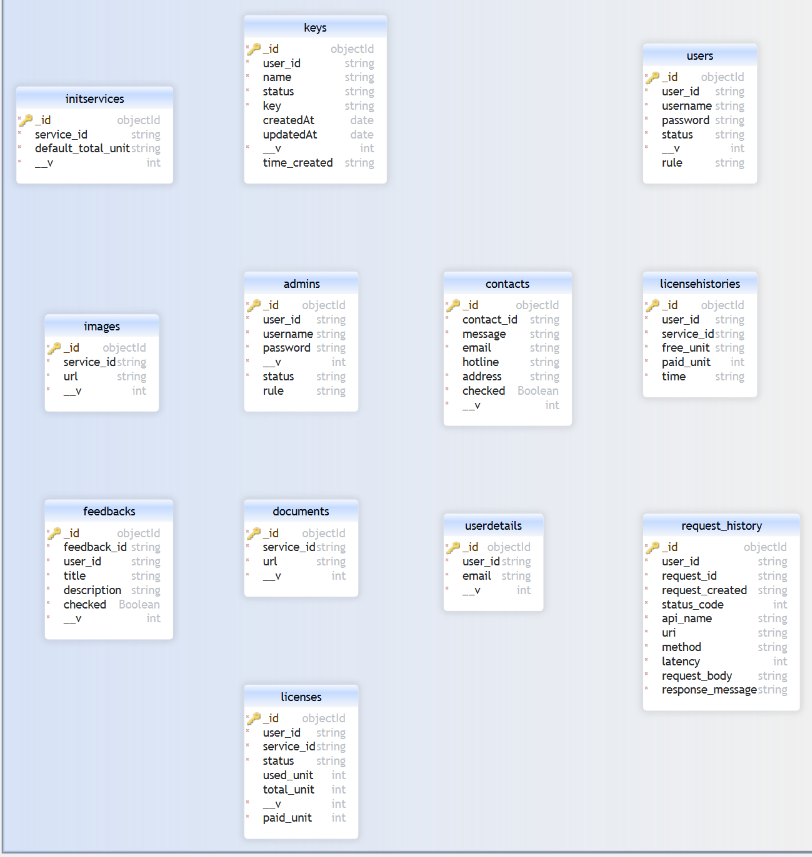 keys
_id objectId
user_id string
name string
status string
key string
createdAt date
updatedAt date
__v int
time_created string
users
_id objectId
user_id string
username string
password string
status string
__v int
rule string
initservices
_id objectId
service_id string
default_total_unit string
__v int
admins
_id objectId
user_id string
username string
password string
__v int
status string
rule string
contacts
_id objectId
contact_id string
message string
email string
hotline string
address string
checked Boolean
__v int
licensehistories
_id objectId
user_id string
service_id string
free_unit string
paid_unit int
time string
images
_id objectId
service_id string
url string
__v int
feedbacks
_id objectId
feedback_id string
user_id string
title string
description string
checked Boolean
__v int
documents
_id objectId
service_id string
url string
__v int
userdetails
_id objectId
user_id string
email string
__v int
request_history
_id objectId
user_id string
request_id string
request_created string
status_code int
api_name string
uri string
method string
latency int
request_body string
response_message string
licenses
_id objectId
user_id string
service_id string
status string
used_unit int
total_unit int
__v int
paid_unit int